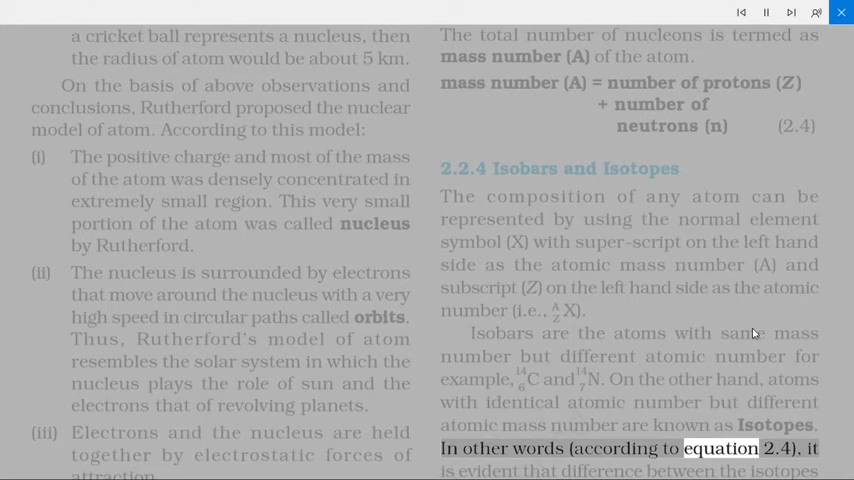 a cricket ball represents a nucleus, then
the radius of atom would be about 5 km.
On the basis of above observations and
conclusions, Rutherford proposed the nuclear
model of atom. According to this model:
(i) The positive charge and most of the mass
of the atom was densely concentrated in
extremely small region. This very small
portion of the atom was called nucleus
by Rutherford.
(ii) The nucleus is surrounded by electrons
that move around the nucleus with a very
high speed in circular paths called orbits.
Thus, Rutherford's model of atom
resembles the solar system in which the
nucleus plays the role of sun and the
electrons that of revolving planets.
(iii) Electrons and the nucleus are held
together by electrostatic forces of
attraction.
The total number of nucleons is termed as
mass number (A) of the atom.
mass number (A) = number of protons (Z)
+ number of
neutrons (n) (2.4)
2.2.4 Isobars and Isotopes
The composition of any atom can be
represented by using the normal element
symbol (X) with super-script on the left hand
side as the atomic mass number (A) and
subscript (Z) on the left hand side as the atomic
number (i.e., ᴬ_Z X).
Isobars are the atoms with same mass
number but different atomic number for
example, ¹⁴₆C and ¹⁴₇N. On the other hand, atoms
with identical atomic number but different
atomic mass number are known as Isotopes.
In other words (according to equation 2.4), it
is evident that difference between the isotopes